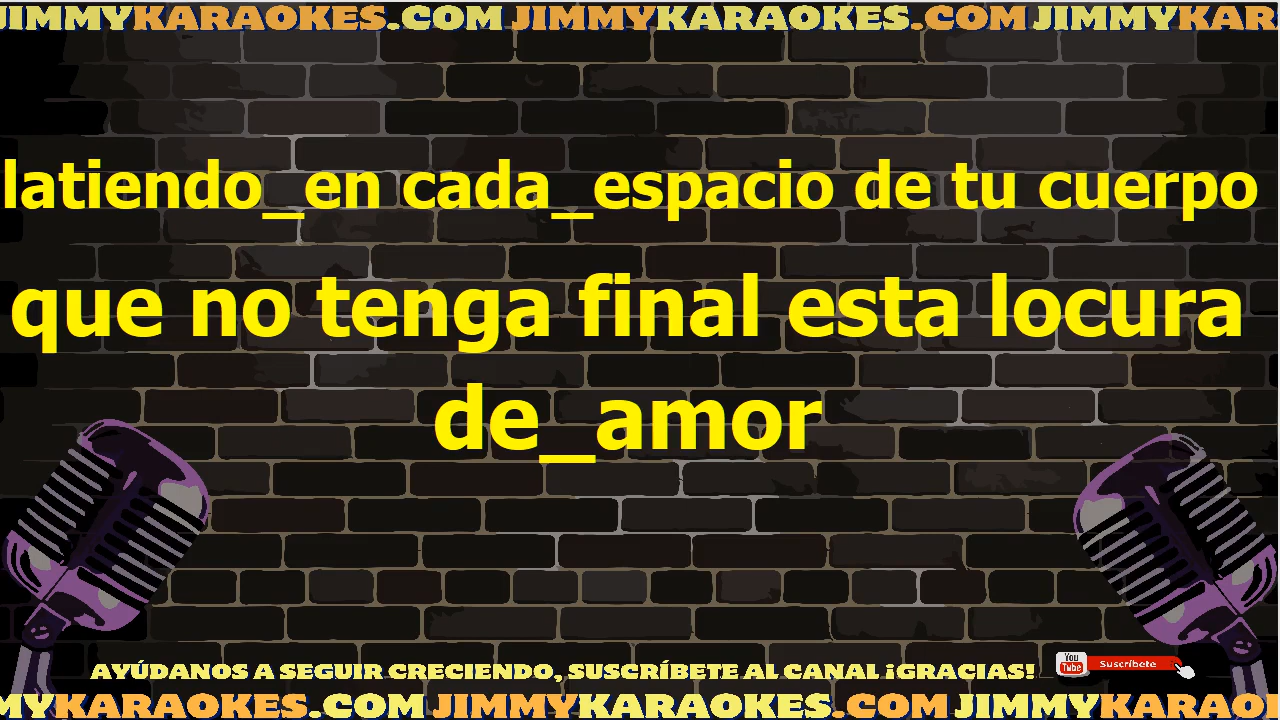 JIMMYKARAOKES.COM JIMMYKARAOKES.COM JIMMYKAR
latiendo_en cada_espacio de tu cuerpo
que no tenga final esta locura
de_amor
AYÚDANOS A SEGUIR CRECIENDO, SUSCRÍBETE AL CANAL ¡GRACIAS!
You Tube Suscríbete
MYKARAOKES.COM JIMMYKARAOKES.COM JIMMYKARAOK